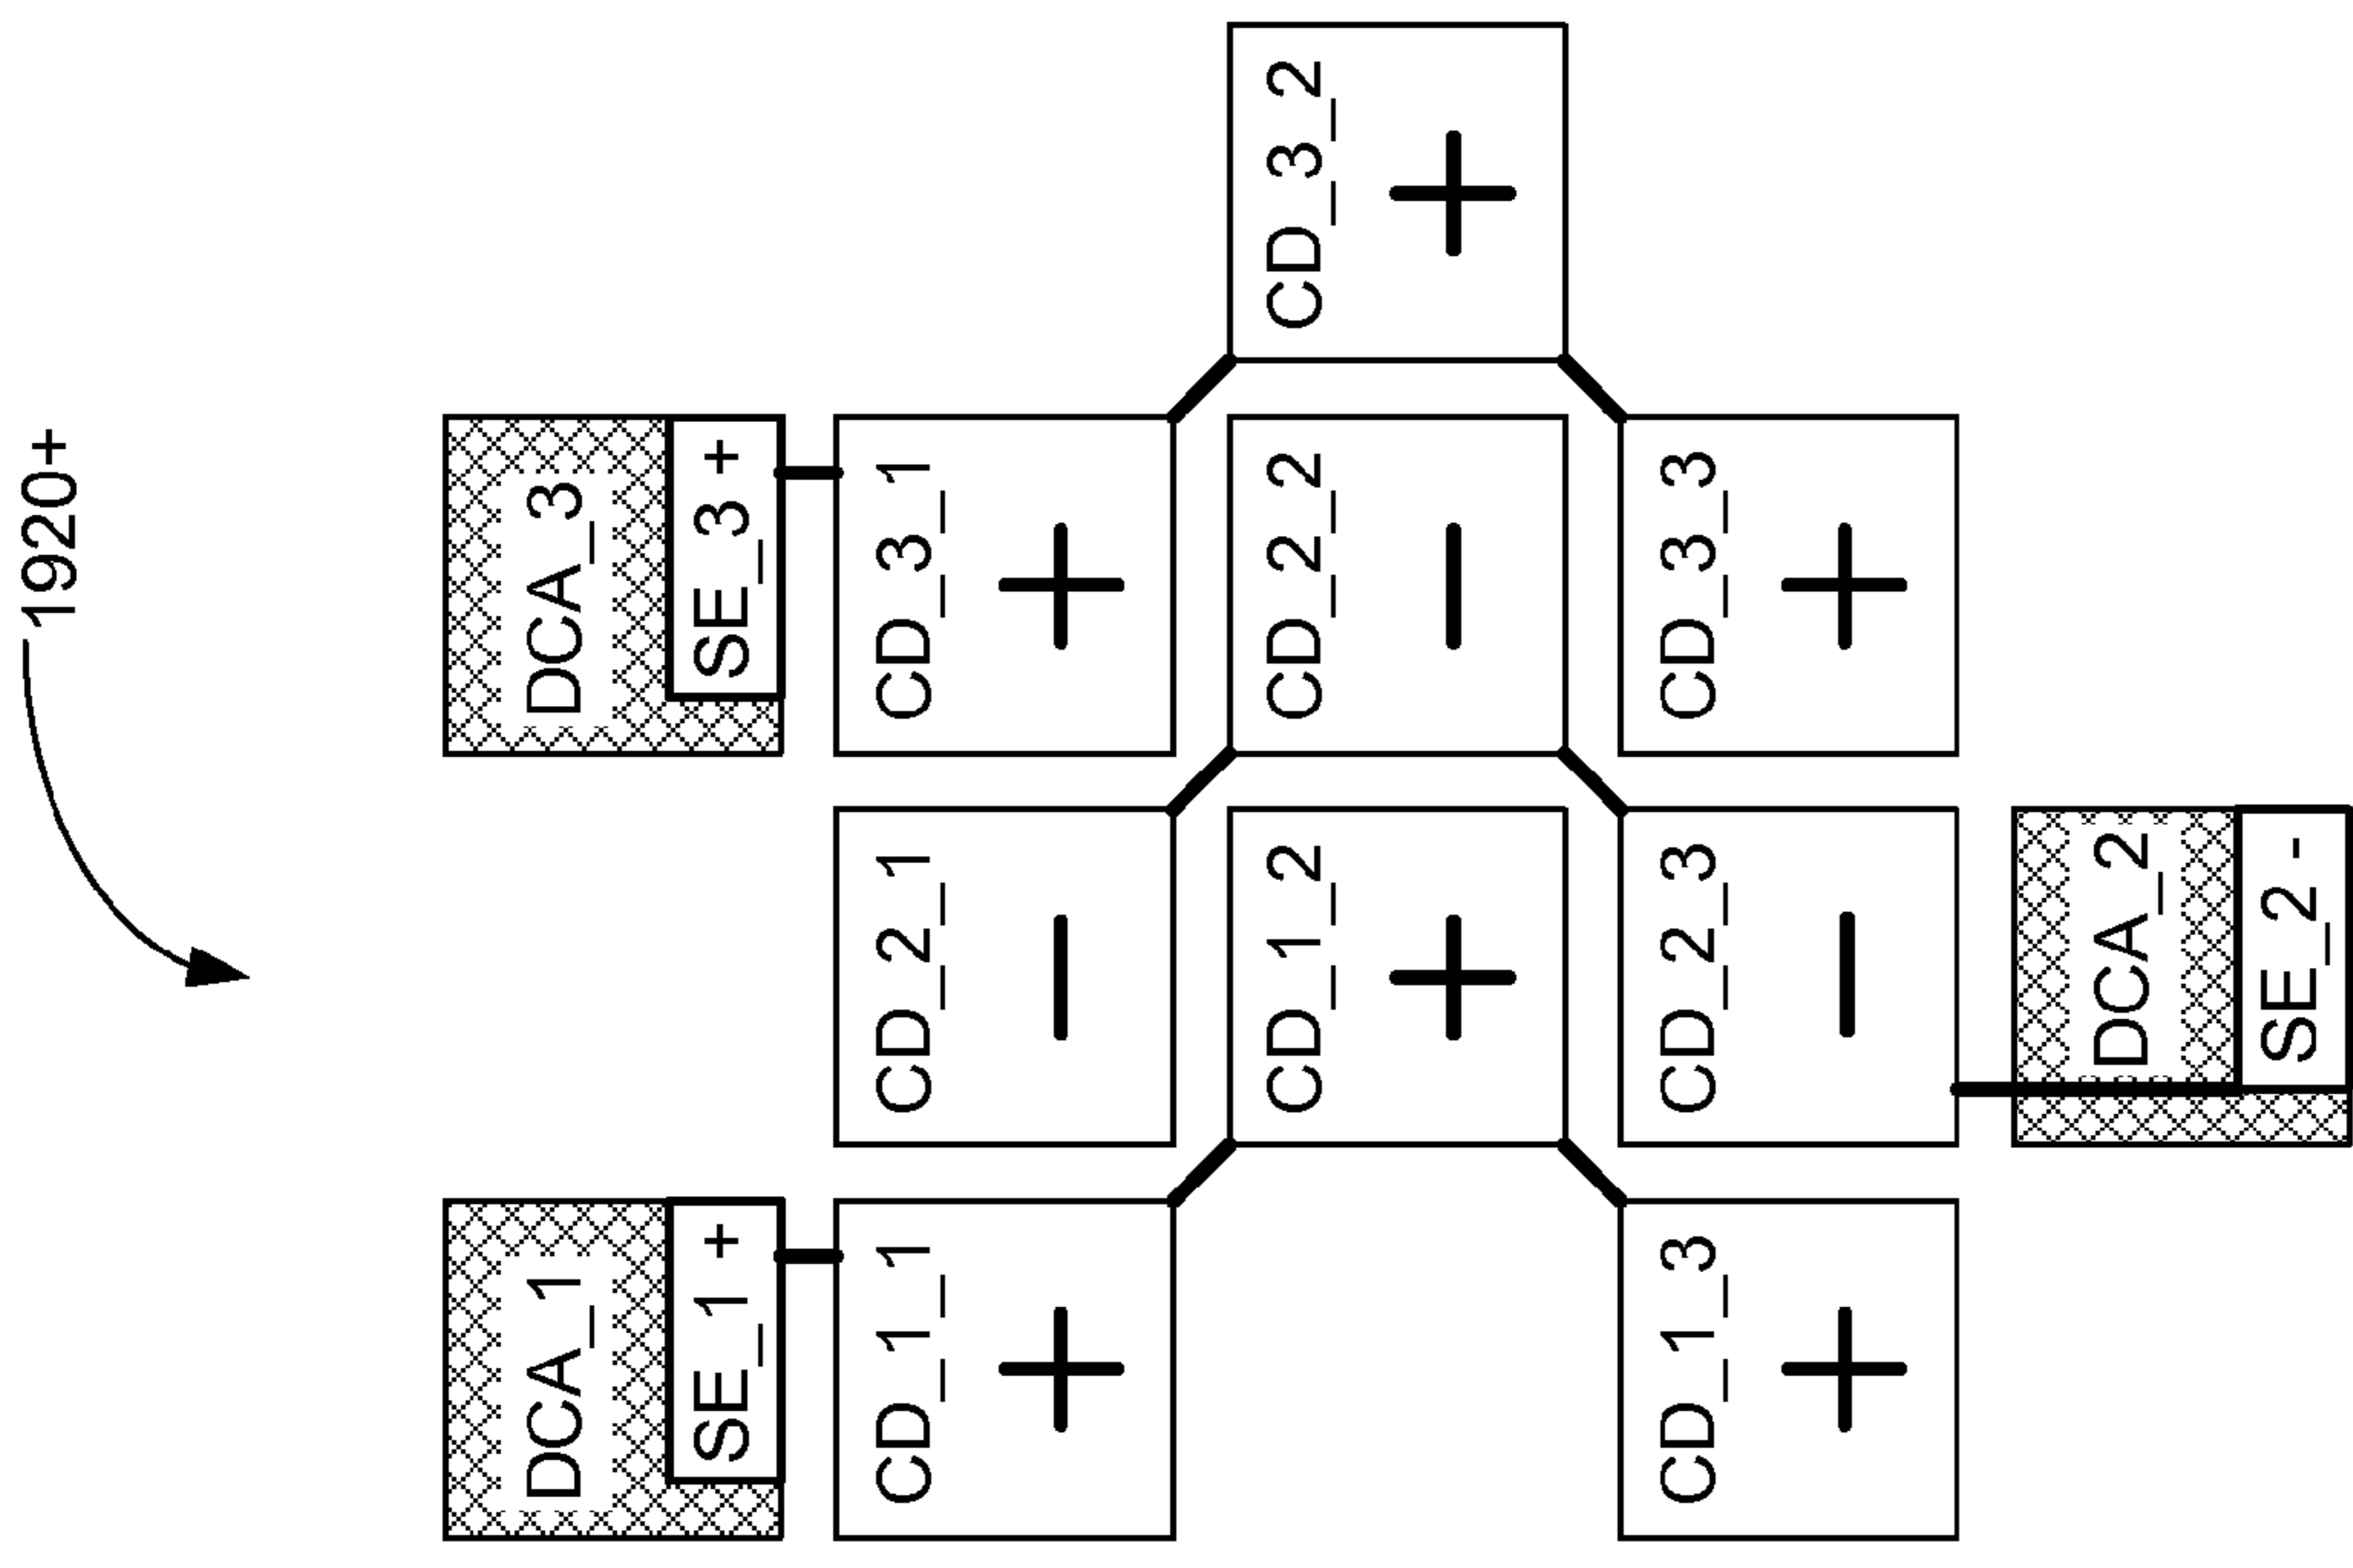 1920+
DCA_1
SE_1 +
DCA_3
SE_3 +
CD_1_1
+
CD_2_1
−
CD_3_1
+
CD_1_2
+
CD_2_2
−
CD_3_2
+
CD_1_3
+
CD_2_3
−
CD_3_3
+
DCA_2
SE_2 -